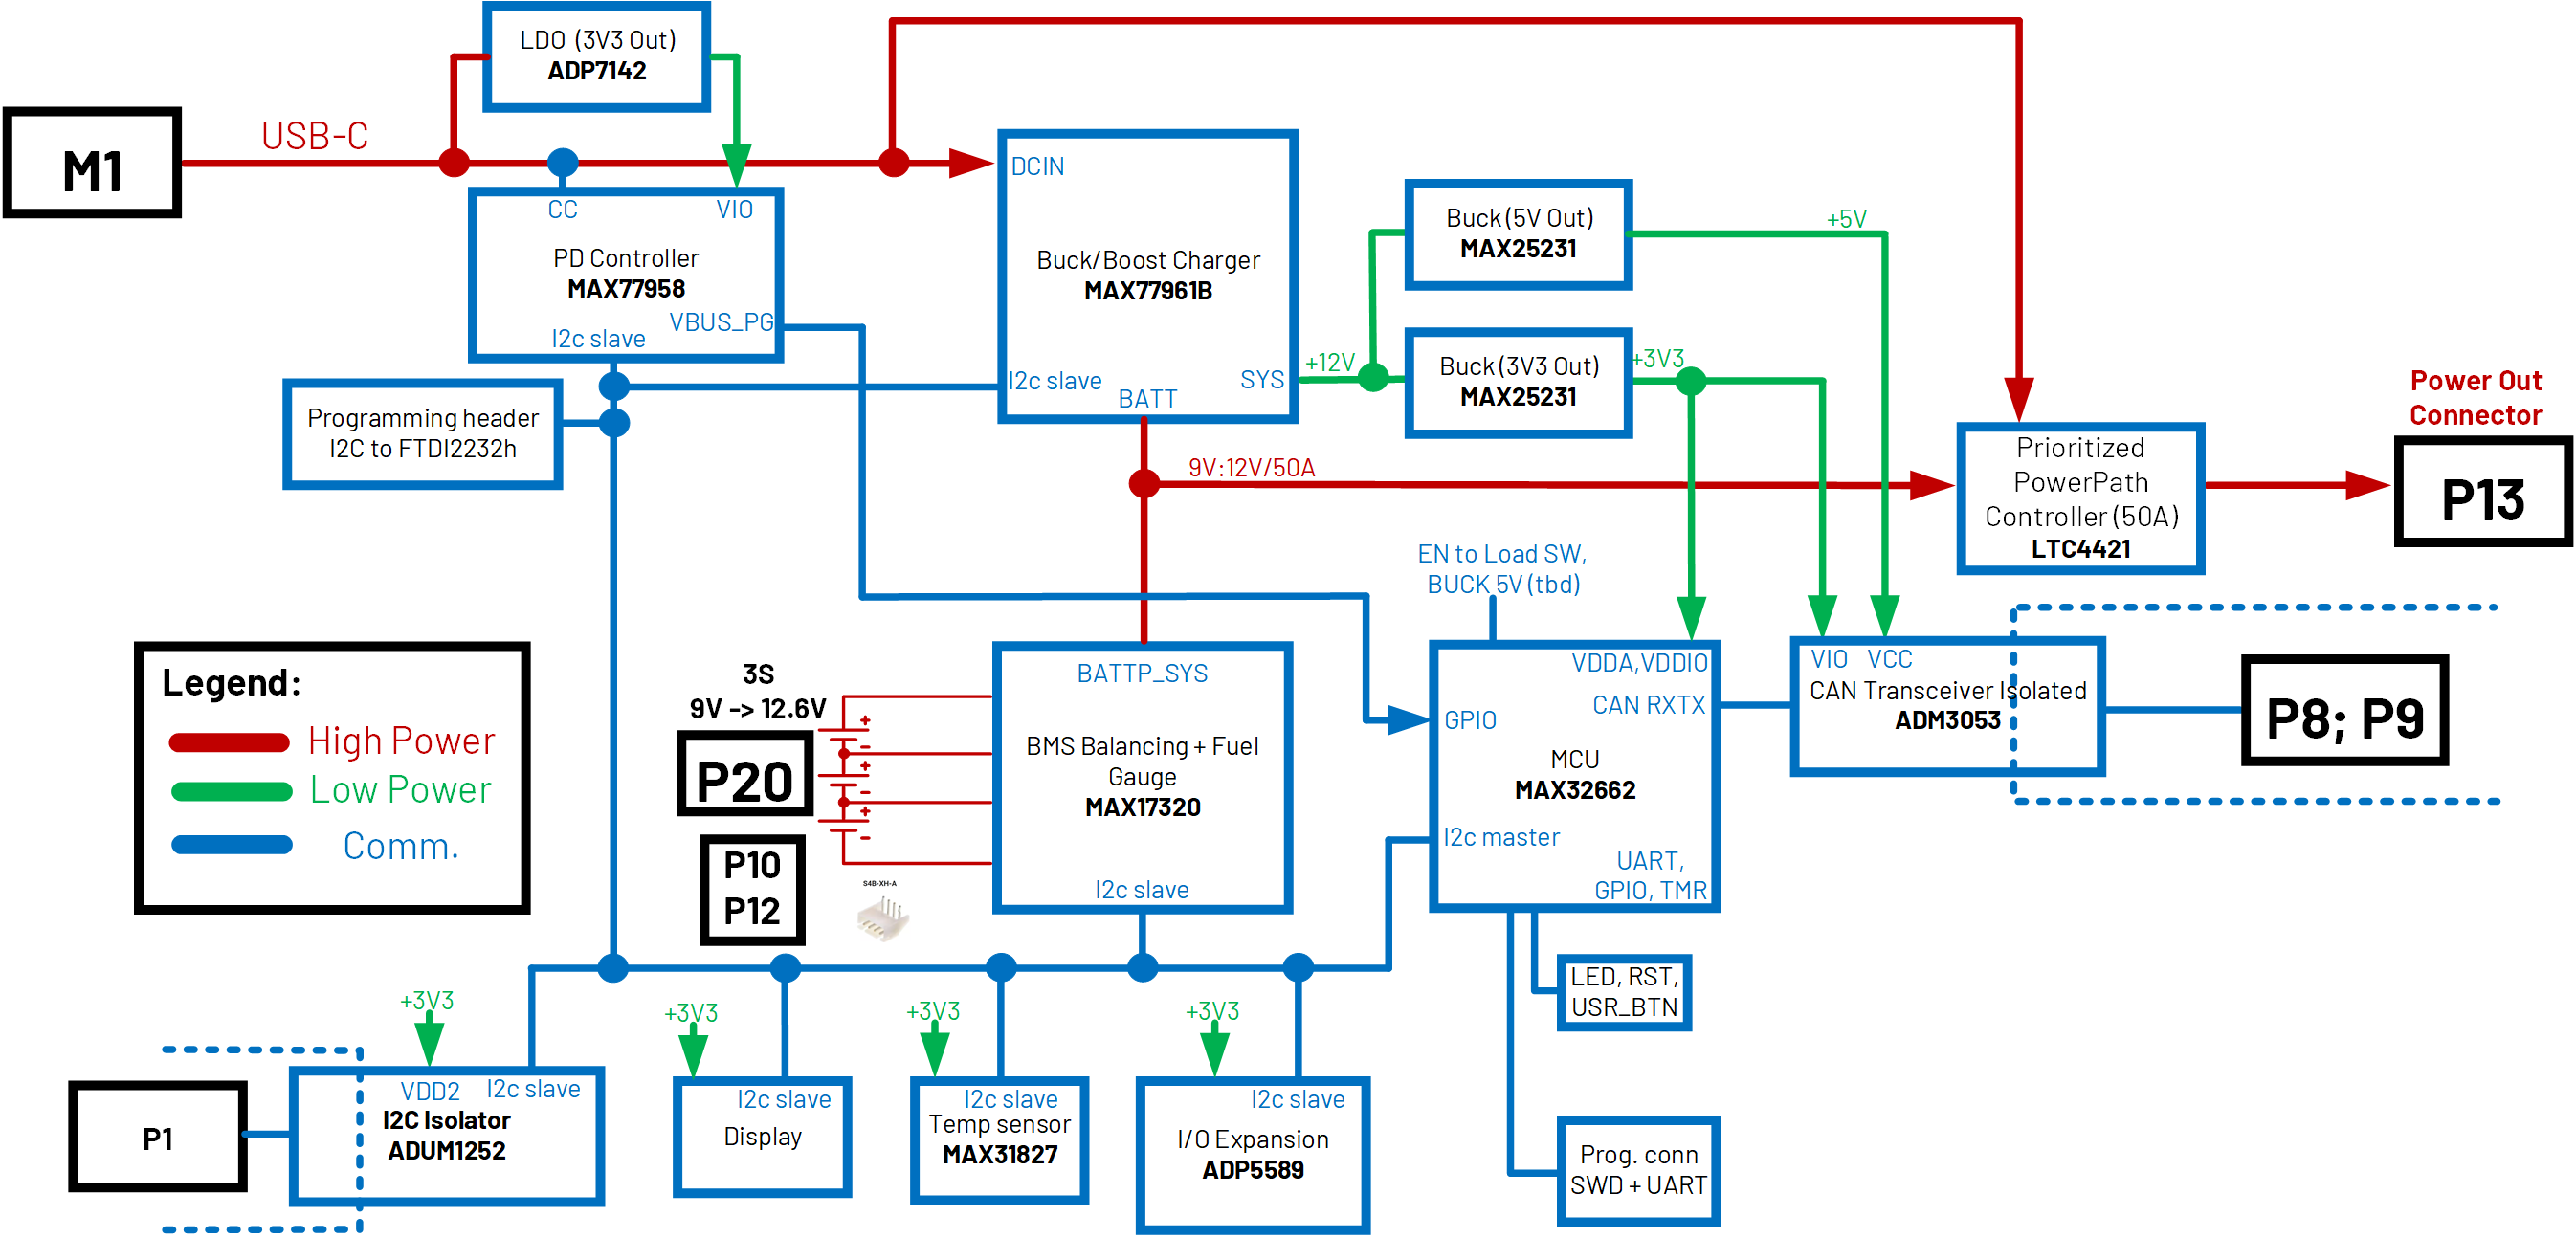 LDO (3V3 Out)
ADP7142
M1
USB-C
CC
VIO
PD Controller
MAX77958
VBUS_PG
I2c slave
Programming header
I2C to FTDI2232h
DCIN
Buck/Boost Charger
MAX77961B
I2c slave
SYS
BATT
+12V
Buck (5V Out)
MAX25231
+5V
Buck (3V3 Out)
MAX25231
+3V3
9V:12V/50A
Prioritized
PowerPath
Controller (50A)
LTC4421
Power Out
Connector
P13
EN to Load SW,
BUCK 5V (tbd)
Legend:
High Power
Low Power
Comm.
3S
9V -> 12.6V
P20
P10
P12
+
-
+
-
+
-
S4B-XH-A
BATTP_SYS
BMS Balancing + Fuel
Gauge
MAX17320
I2c slave
VDDA,VDDIO
CAN RXTX
GPIO
MCU
MAX32662
I2c master
UART,
GPIO, TMR
VIO VCC
CAN Transceiver Isolated
ADM3053
P8; P9
LED, RST,
USR_BTN
Prog. conn
SWD + UART
P1
+3V3
VDD2 I2c slave
I2C Isolator
ADUM1252
+3V3
I2c slave
Display
+3V3
I2c slave
Temp sensor
MAX31827
+3V3
I2c slave
I/O Expansion
ADP5589